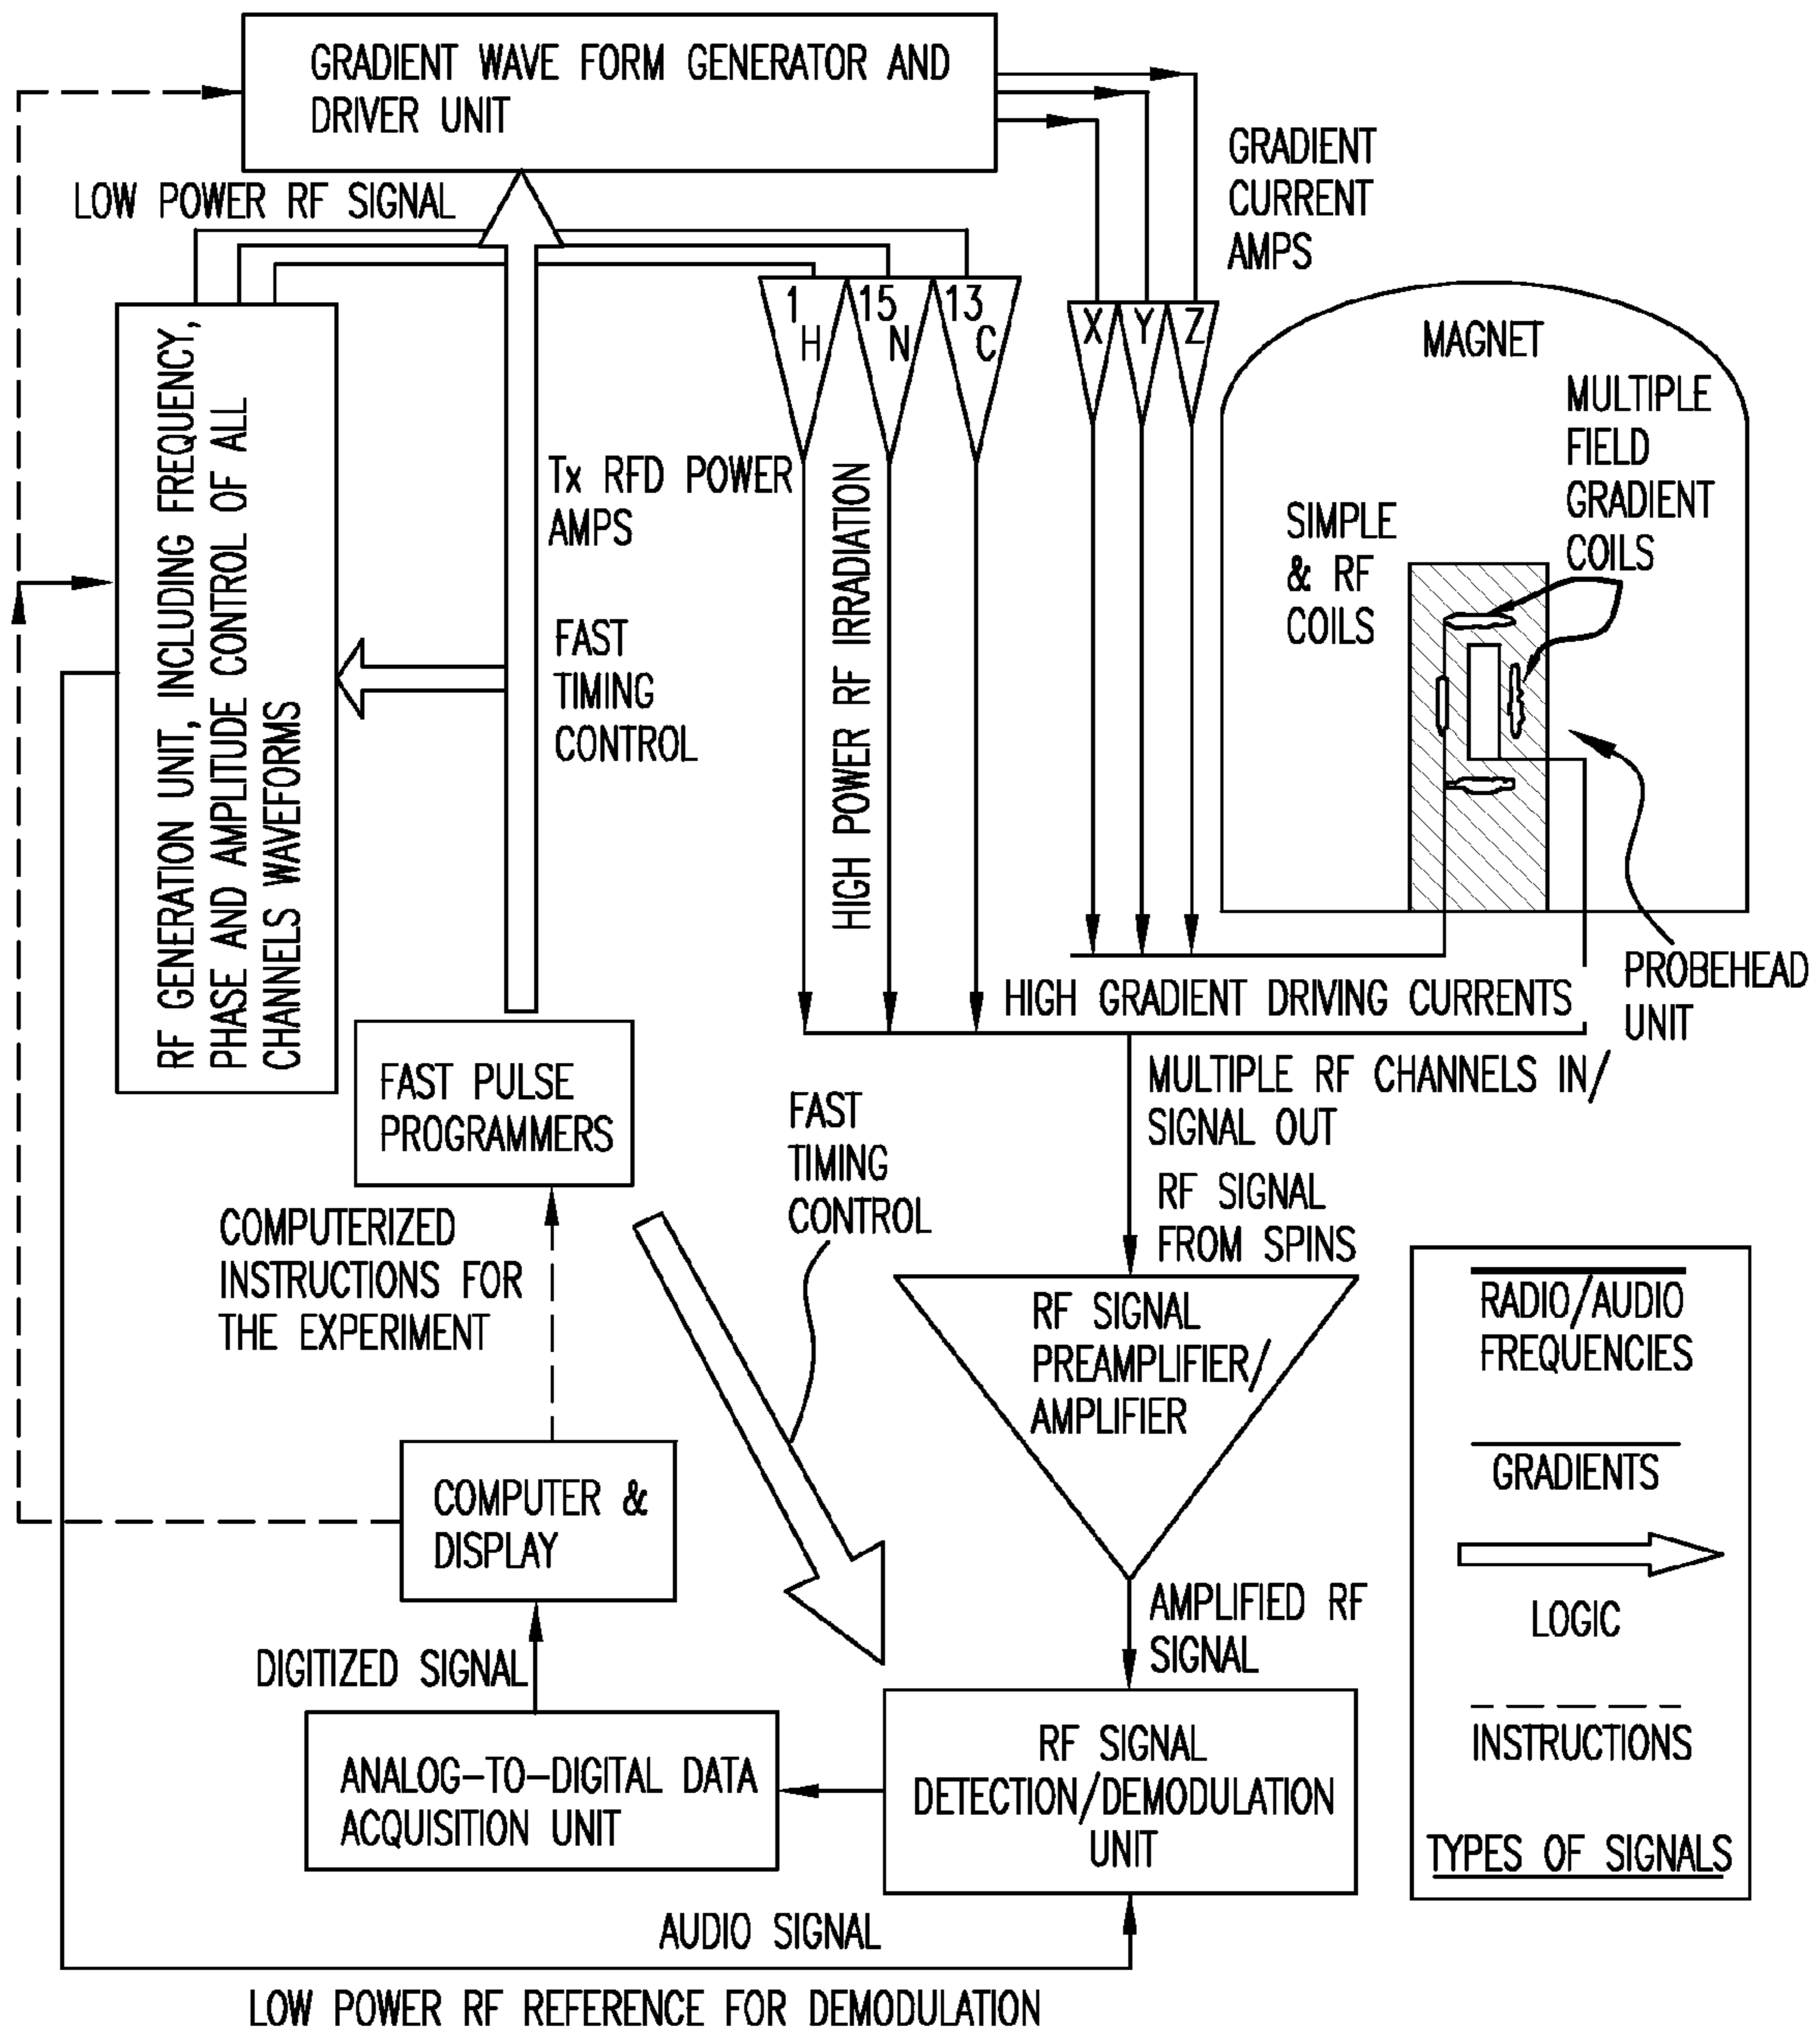 GRADIENT WAVE FORM GENERATOR AND
DRIVER UNIT
LOW POWER RF SIGNAL
GRADIENT
CURRENT
AMPS
1
H
15
N
13
C
X
Y
Z
MAGNET
MULTIPLE
FIELD
GRADIENT
COILS
SIMPLE
& RF
COILS
RF GENERATION UNIT, INCLUDING FREQUENCY,
PHASE AND AMPLITUDE CONTROL OF ALL
CHANNELS WAVEFORMS
Tx RFD POWER
AMPS
HIGH POWER RF IRRADIATION
FAST
TIMING
CONTROL
PROBEHEAD
UNIT
HIGH GRADIENT DRIVING CURRENTS
FAST PULSE
PROGRAMMERS
MULTIPLE RF CHANNELS IN/
SIGNAL OUT
FAST
TIMING
CONTROL
RF SIGNAL
FROM SPINS
COMPUTERIZED
INSTRUCTIONS FOR
THE EXPERIMENT
RF SIGNAL
PREAMPLIFIER/
AMPLIFIER
COMPUTER &
DISPLAY
AMPLIFIED RF
SIGNAL
DIGITIZED SIGNAL
ANALOG-TO-DIGITAL DATA
ACQUISITION UNIT
RF SIGNAL
DETECTION/DEMODULATION
UNIT
AUDIO SIGNAL
LOW POWER RF REFERENCE FOR DEMODULATION
RADIO/AUDIO
FREQUENCIES
GRADIENTS
LOGIC
INSTRUCTIONS
TYPES OF SIGNALS